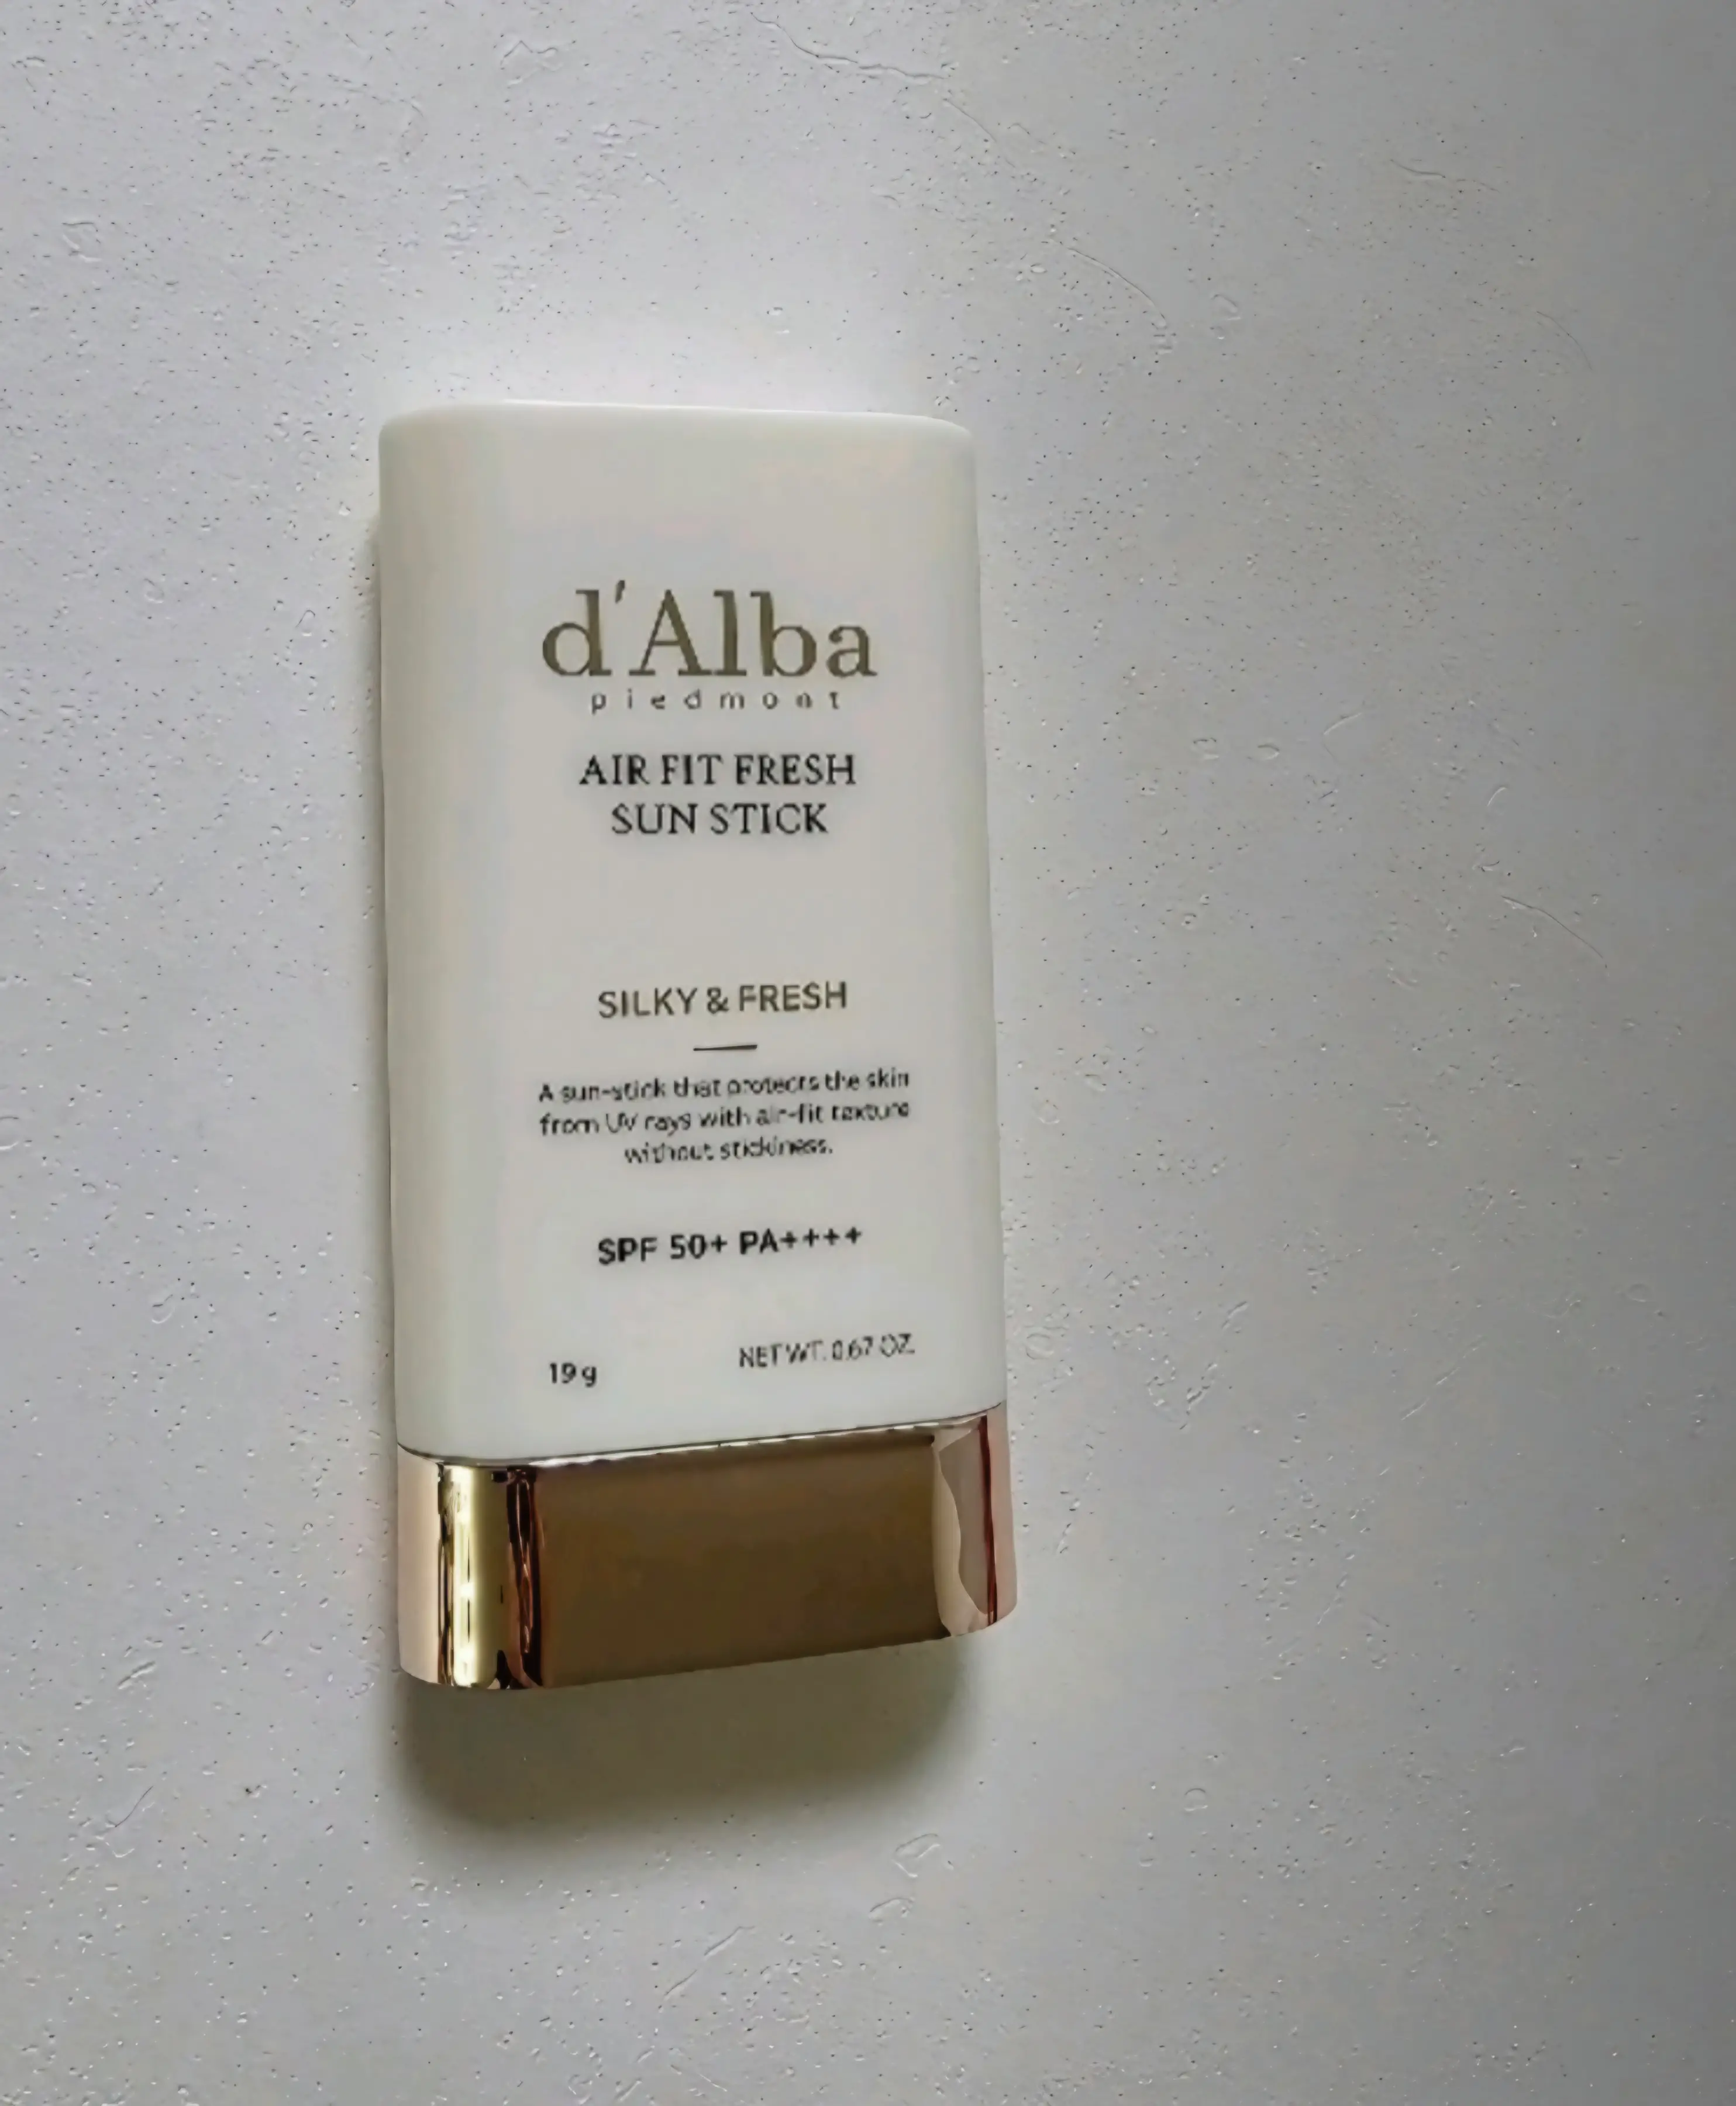 d'Alba
piedmont
AIR FIT FRESH
SUN STICK
SILKY & FRESH
A sun-stick that protects the skin
from UV rays with air-fit texture
without stickiness.
SPF 50+ PA++++
19 g NET WT. 0.67 OZ.